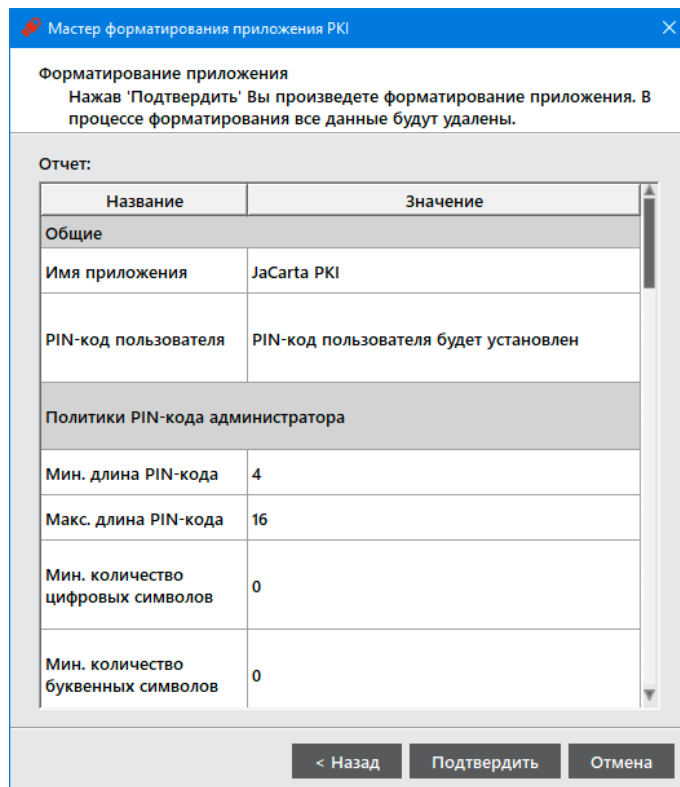 Мастер форматирования приложения PKI
Форматирование приложения
Нажав 'Подтвердить' Вы произведете форматирование приложения. В
процессе форматирования все данные будут удалены.
Отчет:
Название Значение
Общие
Имя приложения JaCarta PKI
PIN-код пользователя PIN-код пользователя будет установлен
Политики PIN-кода администратора
Мин. длина PIN-кода 4
Макс. длина PIN-кода 16
Мин. количество
цифровых символов 0
Мин. количество
буквенных символов 0
< Назад Подтвердить Отмена